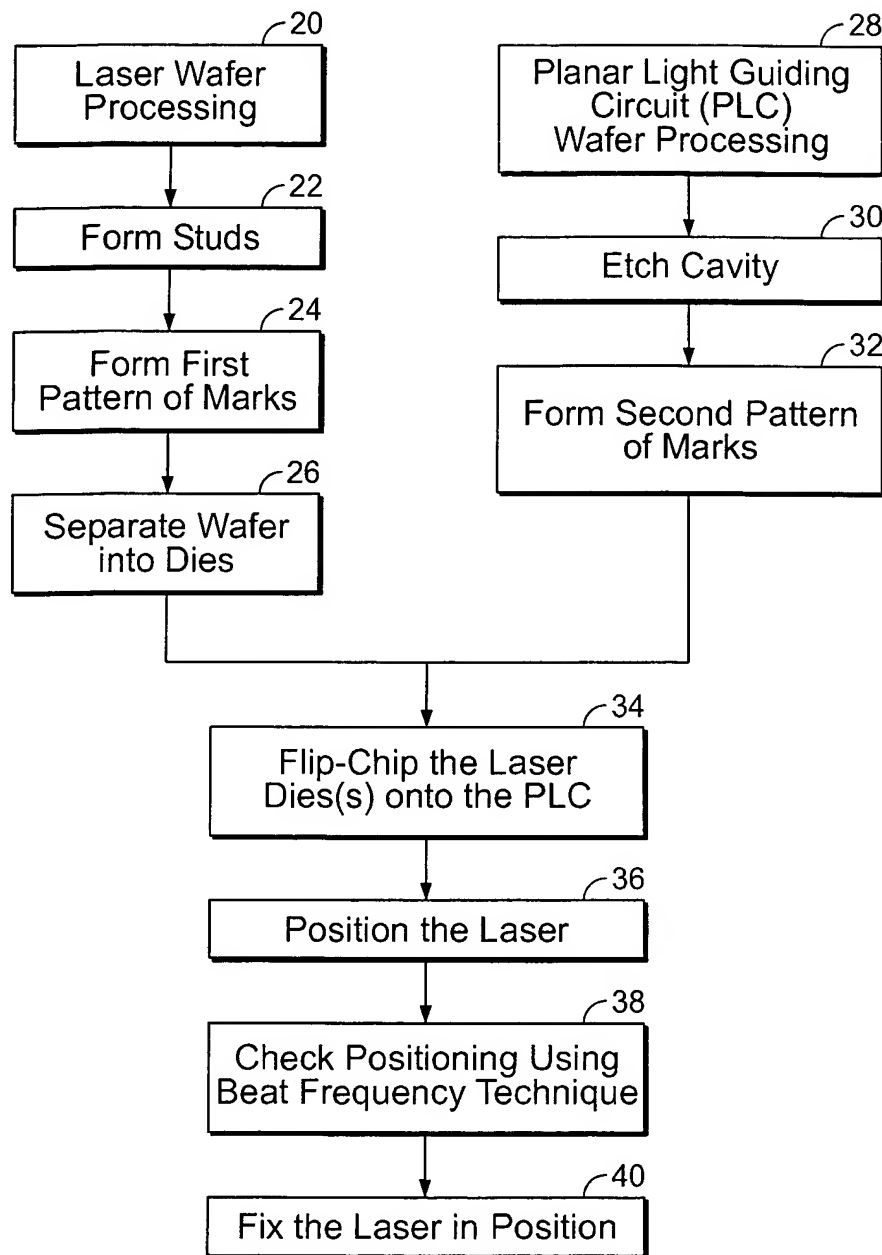 20
Laser Wafer
Processing
22
Form Studs
24
Form First
Pattern of Marks
26
Separate Wafer
into Dies
28
Planar Light Guiding
Circuit (PLC)
Wafer Processing
30
Etch Cavity
32
Form Second Pattern
of Marks
34
Flip-Chip the Laser
Dies(s) onto the PLC
36
Position the Laser
38
Check Positioning Using
Beat Frequency Technique
40
Fix the Laser in Position